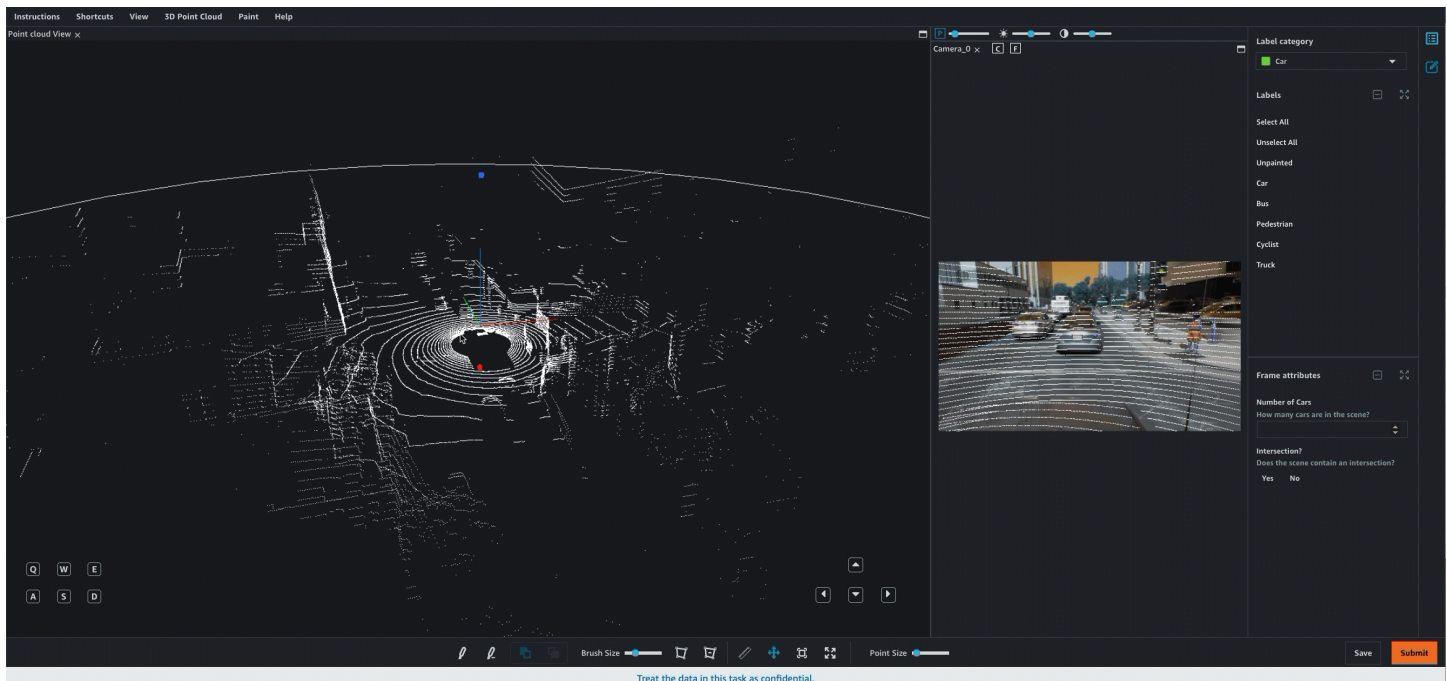 Instructions Shortcuts View 3D Point Cloud Paint Help
Point cloud View x
P
Camera_0 x C F
Label category
Car
Labels
Select All
Unselect All
Unpainted
Car
Bus
Pedestrian
Cyclist
Truck
Frame attributes
Number of Cars
How many cars are in the scene?
Intersection?
Does the scene contain an intersection?
Yes No
Q W E
A S D
Brush Size
Point Size
Save
Submit
Treat the data in this task as confidential.